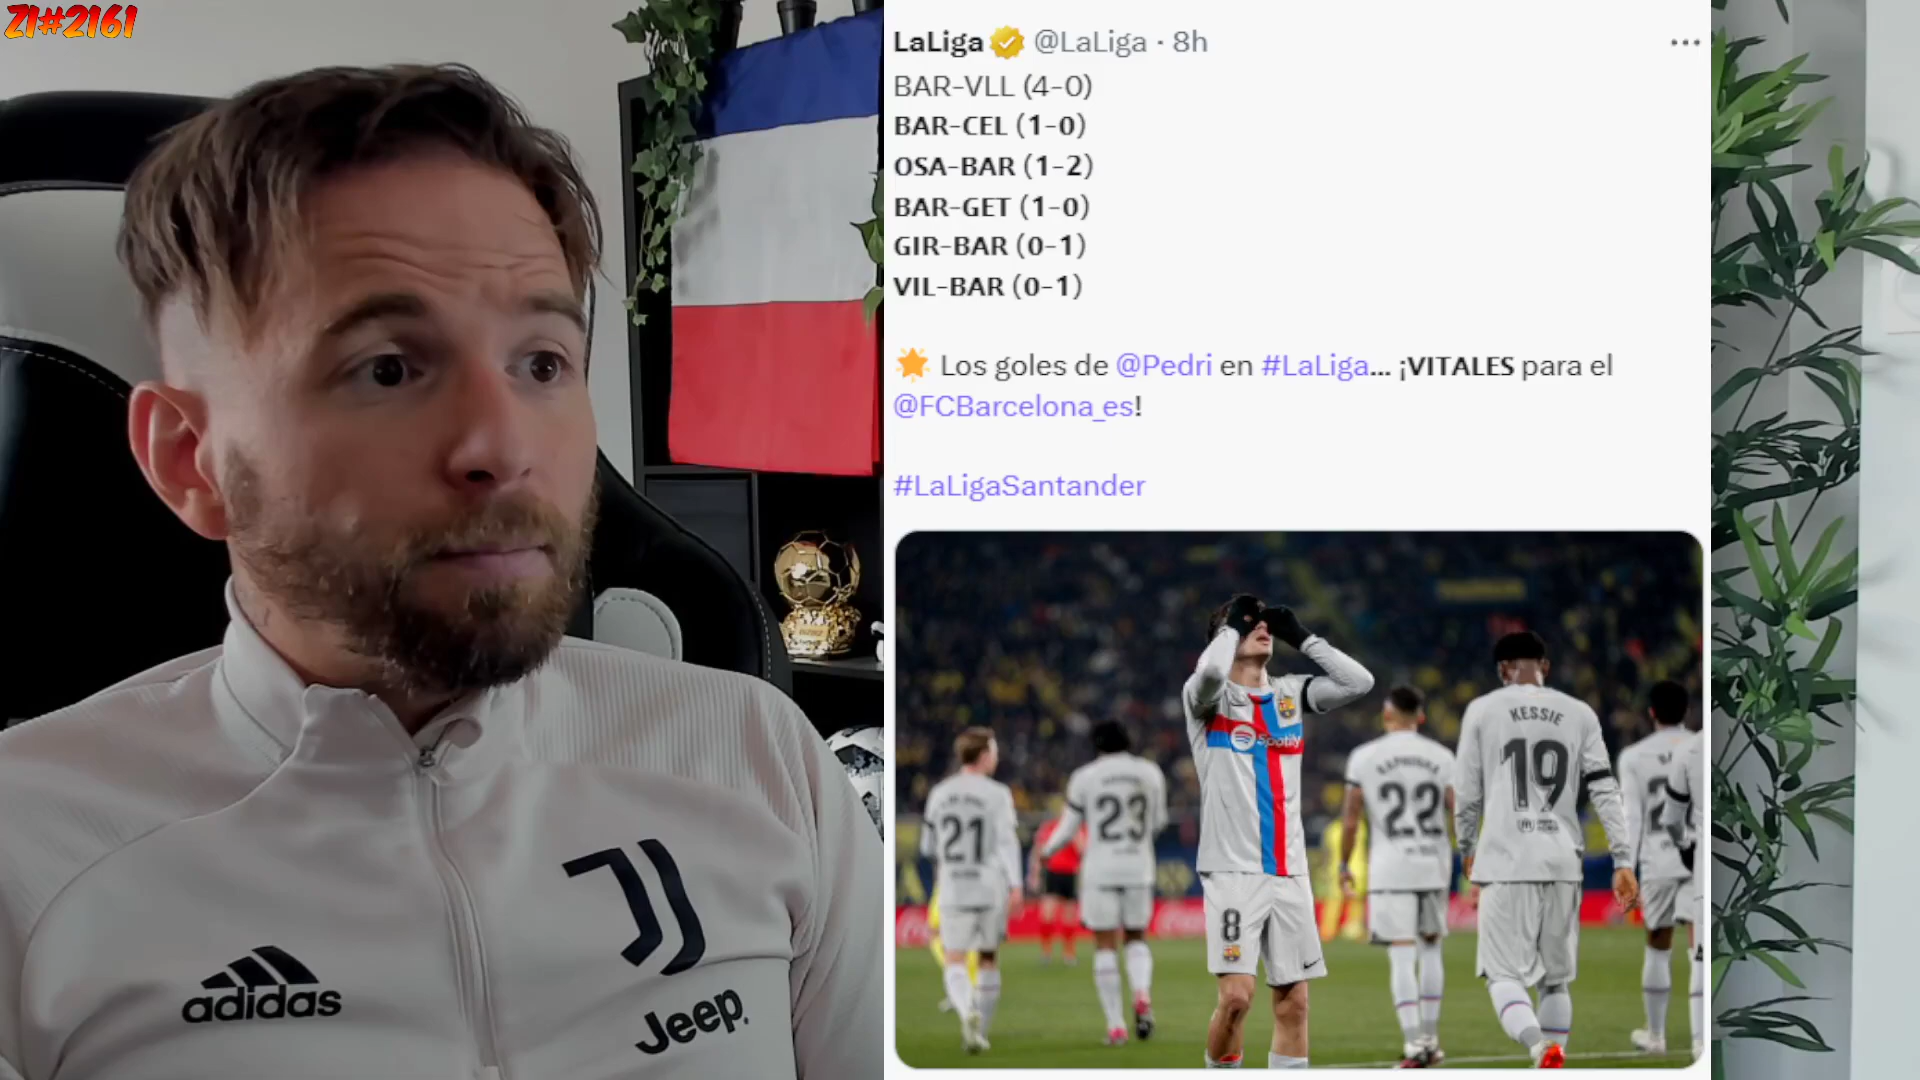 Z1#2161
LaLiga @LaLiga · 8h
BAR-VLL (4-0)
BAR-CEL (1-0)
OSA-BAR (1-2)
BAR-GET (1-0)
GIR-BAR (0-1)
VIL-BAR (0-1)
Los goles de @Pedri en #LaLiga... ¡VITALES para el
@FCBarcelona_es!
#LaLigaSantander
adidas
Jeep
Spotify
8
21
23
22
KESSIE
19